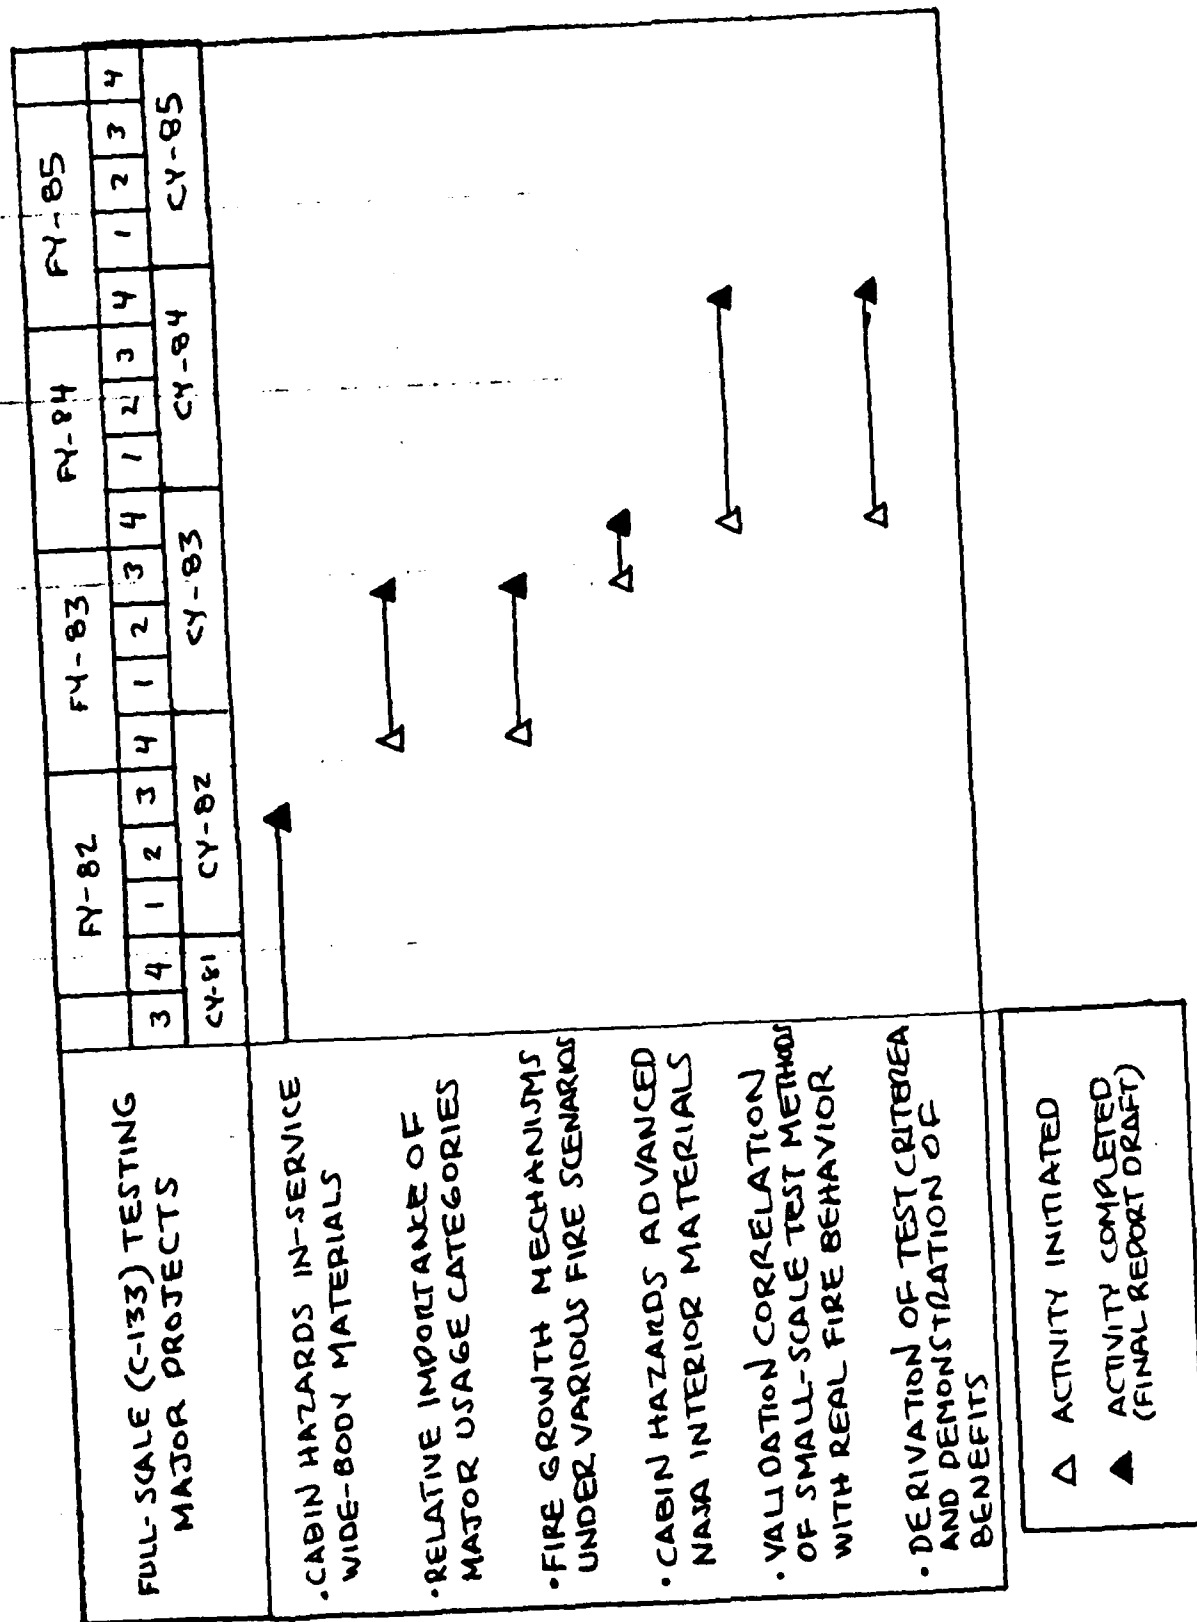 FULL-SCALE (C-133) TESTING
MAJOR PROJECTS
FY-82 FY-83 FY-84 FY-85
3 4 1 2 3 4 1 2 3 4 1 2 3 4 1 2 3 4
CY-81 CY-82 CY-83 CY-84 CY-85
• CABIN HAZARDS IN-SERVICE
WIDE-BODY MATERIALS
• RELATIVE IMPORTANCE OF
MAJOR USAGE CATEGORIES
• FIRE GROWTH MECHANISMS
UNDER VARIOUS FIRE SCENARIOS
• CABIN HAZARDS ADVANCED
NASA INTERIOR MATERIALS
• VALIDATION CORRELATION
OF SMALL-SCALE TEST METHODS
WITH REAL FIRE BEHAVIOR
• DERIVATION OF TEST CRITEREA
AND DEMONSTRATION OF
BENEFITS
△ ACTIVITY INITIATED
▲ ACTIVITY COMPLETED
(FINAL REPORT DRAFT)